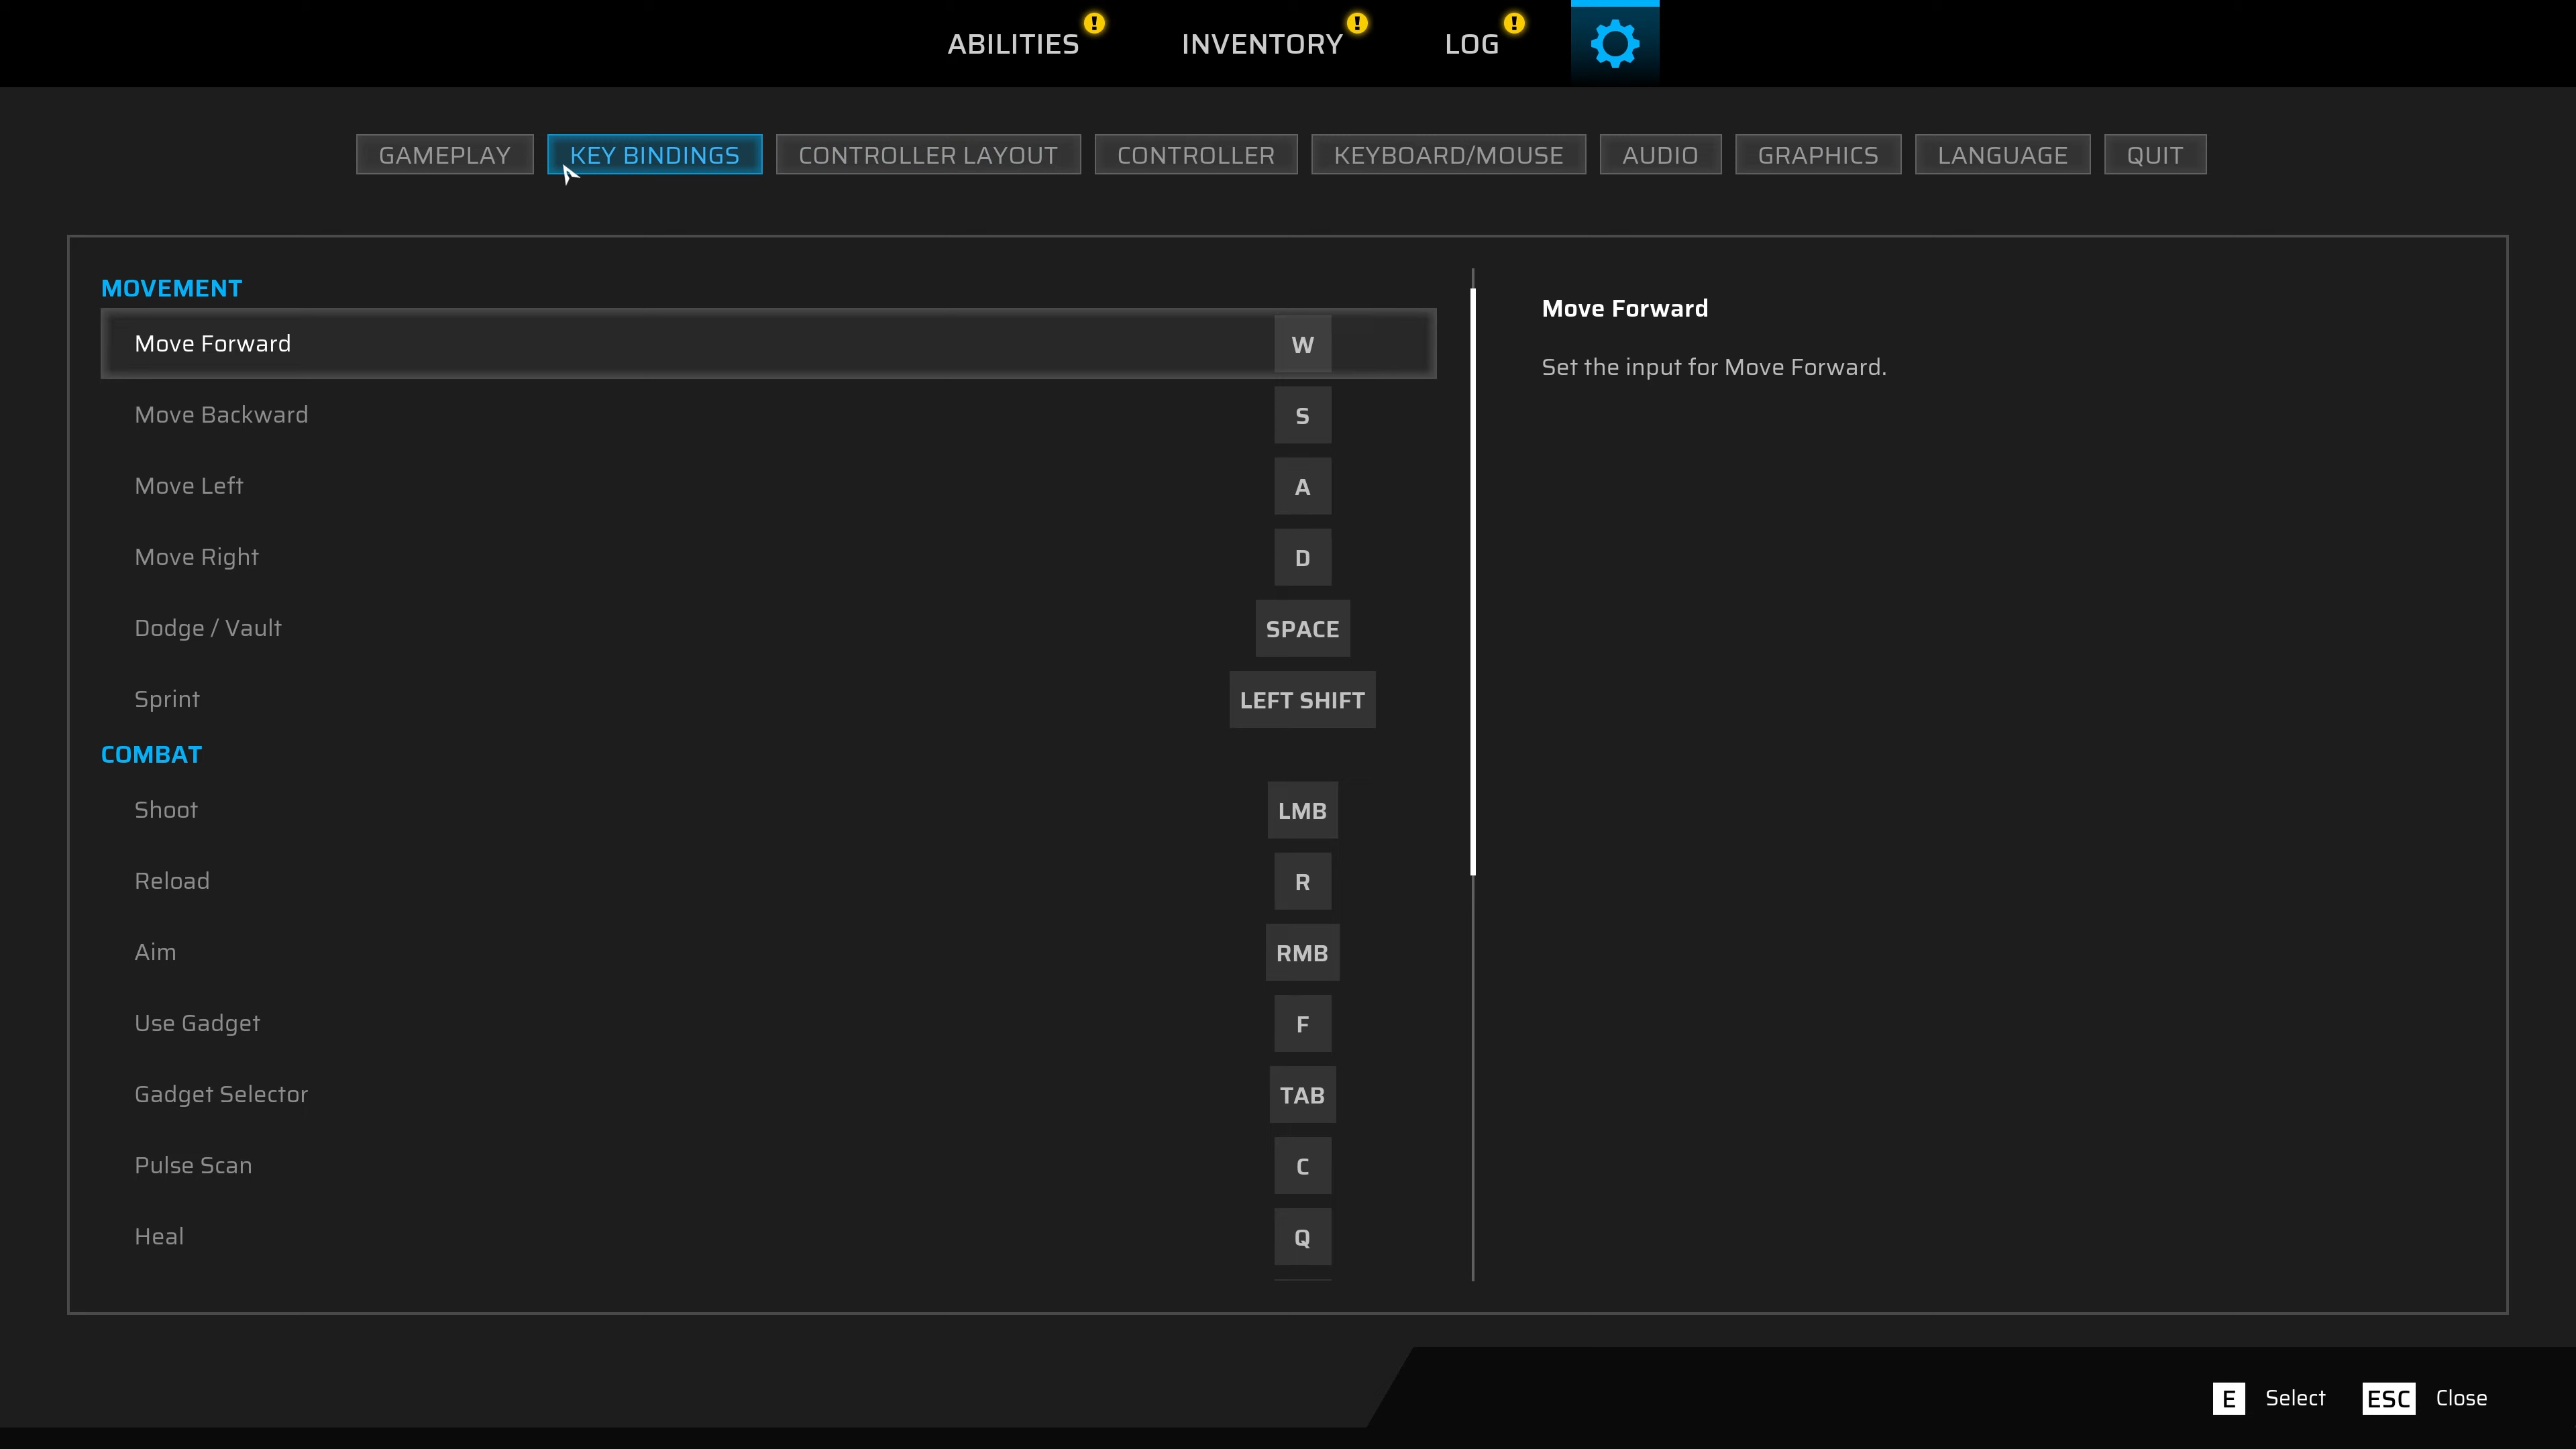 ABILITIES ! INVENTORY ! LOG !
GAMEPLAY KEY BINDINGS CONTROLLER LAYOUT CONTROLLER KEYBOARD/MOUSE AUDIO GRAPHICS LANGUAGE QUIT
MOVEMENT
Move Forward W
Move Backward S
Move Left A
Move Right D
Dodge / Vault SPACE
Sprint LEFT SHIFT
COMBAT
Shoot LMB
Reload R
Aim RMB
Use Gadget F
Gadget Selector TAB
Pulse Scan C
Heal Q
Move Forward
Set the input for Move Forward.
E Select ESC Close